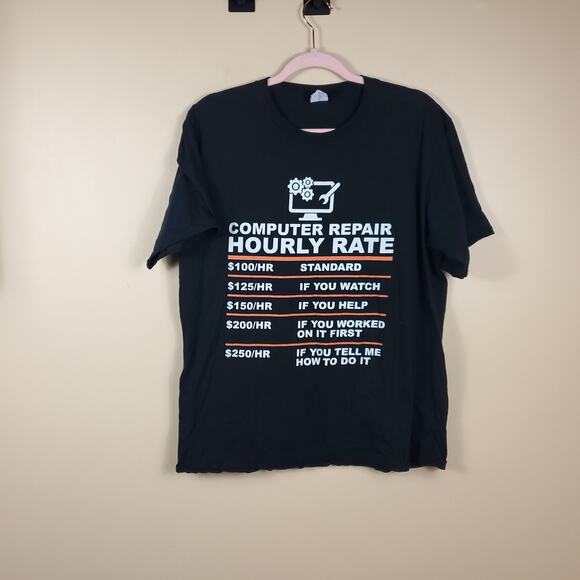 COMPUTER REPAIR
HOURLY RATE
$100/HR STANDARD
$125/HR IF YOU WATCH
$150/HR IF YOU HELP
$200/HR IF YOU WORKED
ON IT FIRST
$250/HR IF YOU TELL ME
HOW TO DO IT